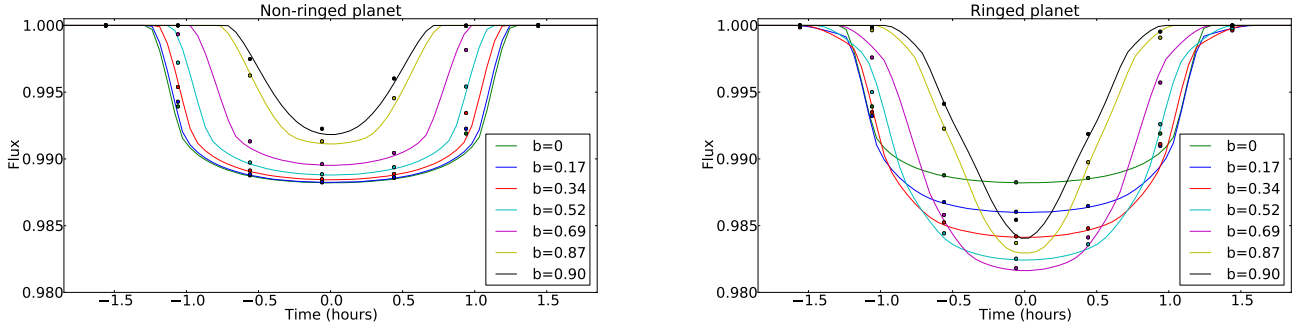 Non-ringed planet
1.000
0.995
0.990
0.985
0.980
Flux
−1.5 −1.0 −0.5 0.0 0.5 1.0 1.5
Time (hours)
b=0
b=0.17
b=0.34
b=0.52
b=0.69
b=0.87
b=0.90
Ringed planet
1.000
0.995
0.990
0.985
0.980
Flux
−1.5 −1.0 −0.5 0.0 0.5 1.0 1.5
Time (hours)
b=0
b=0.17
b=0.34
b=0.52
b=0.69
b=0.87
b=0.90